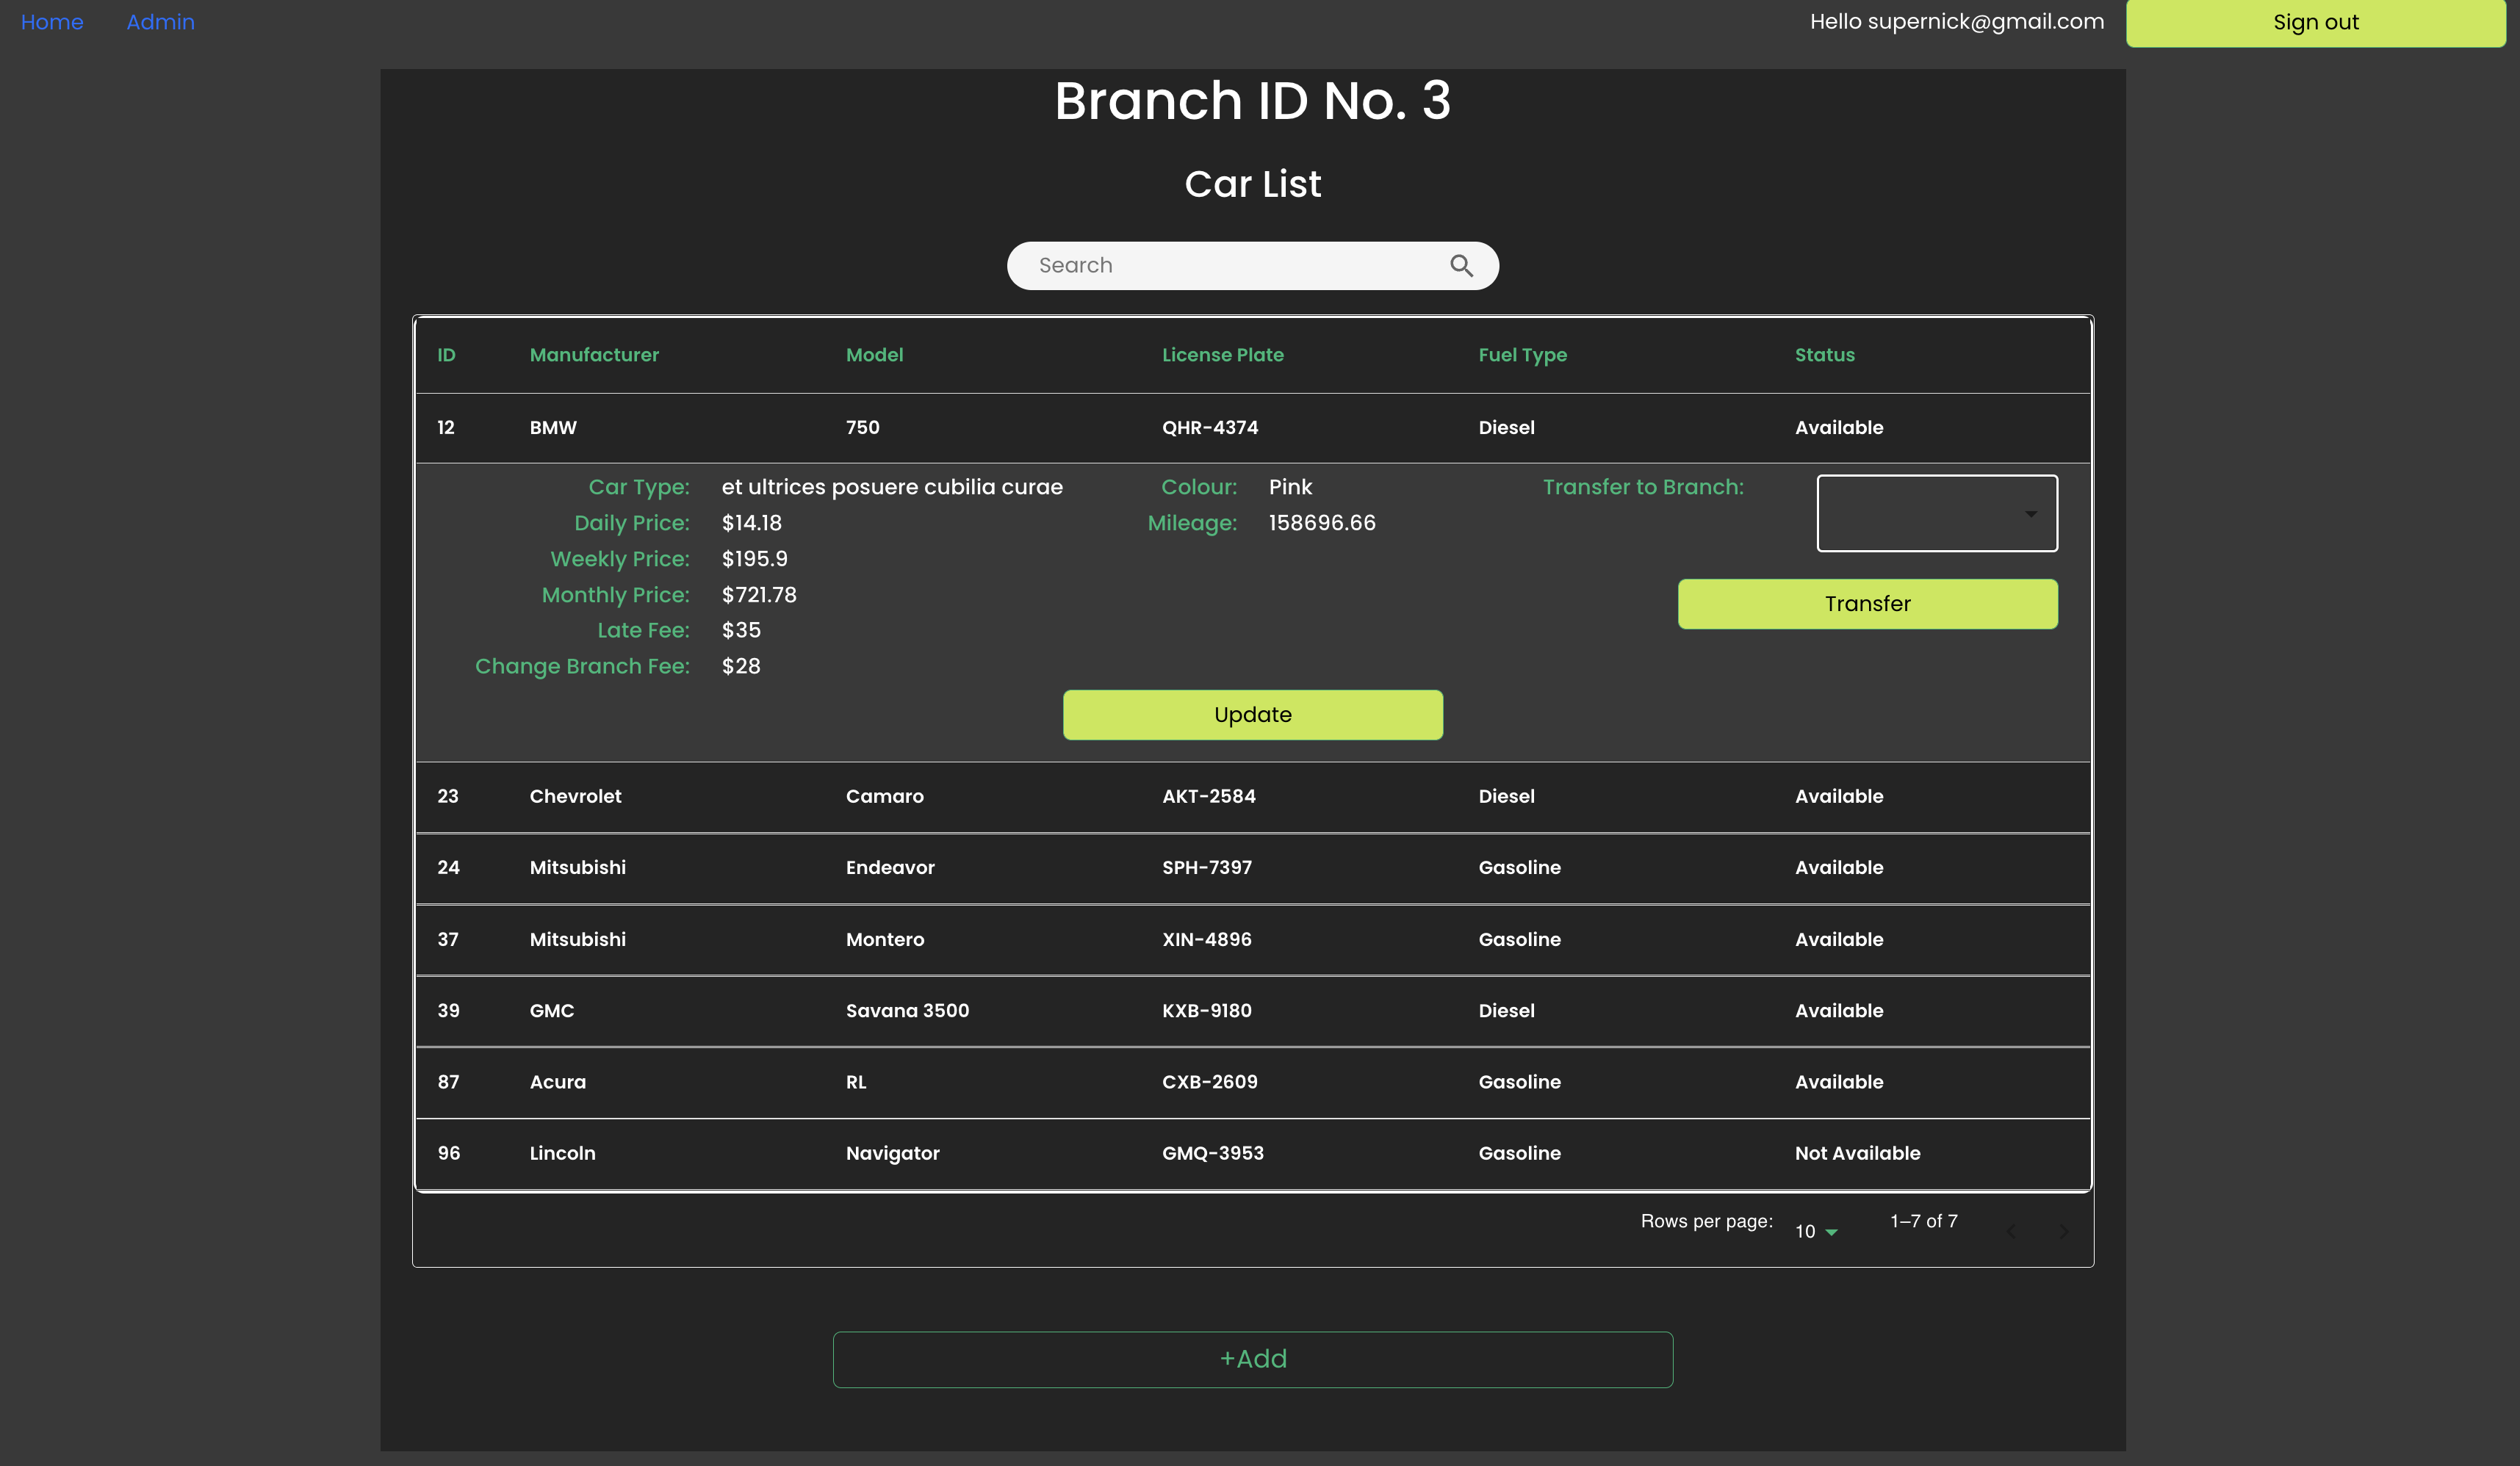 Home Admin Hello supernick@gmail.com Sign out
Branch ID No. 3
Car List
Search
ID Manufacturer Model License Plate Fuel Type Status
12 BMW 750 QHR-4374 Diesel Available
Car Type: et ultrices posuere cubilia curae Colour: Pink Transfer to Branch:
Daily Price: $14.18 Mileage: 158696.66
Weekly Price: $195.9
Monthly Price: $721.78 Transfer
Late Fee: $35
Change Branch Fee: $28
Update
23 Chevrolet Camaro AKT-2584 Diesel Available
24 Mitsubishi Endeavor SPH-7397 Gasoline Available
37 Mitsubishi Montero XIN-4896 Gasoline Available
39 GMC Savana 3500 KXB-9180 Diesel Available
87 Acura RL CXB-2609 Gasoline Available
96 Lincoln Navigator GMQ-3953 Gasoline Not Available
Rows per page: 10 1–7 of 7
+Add